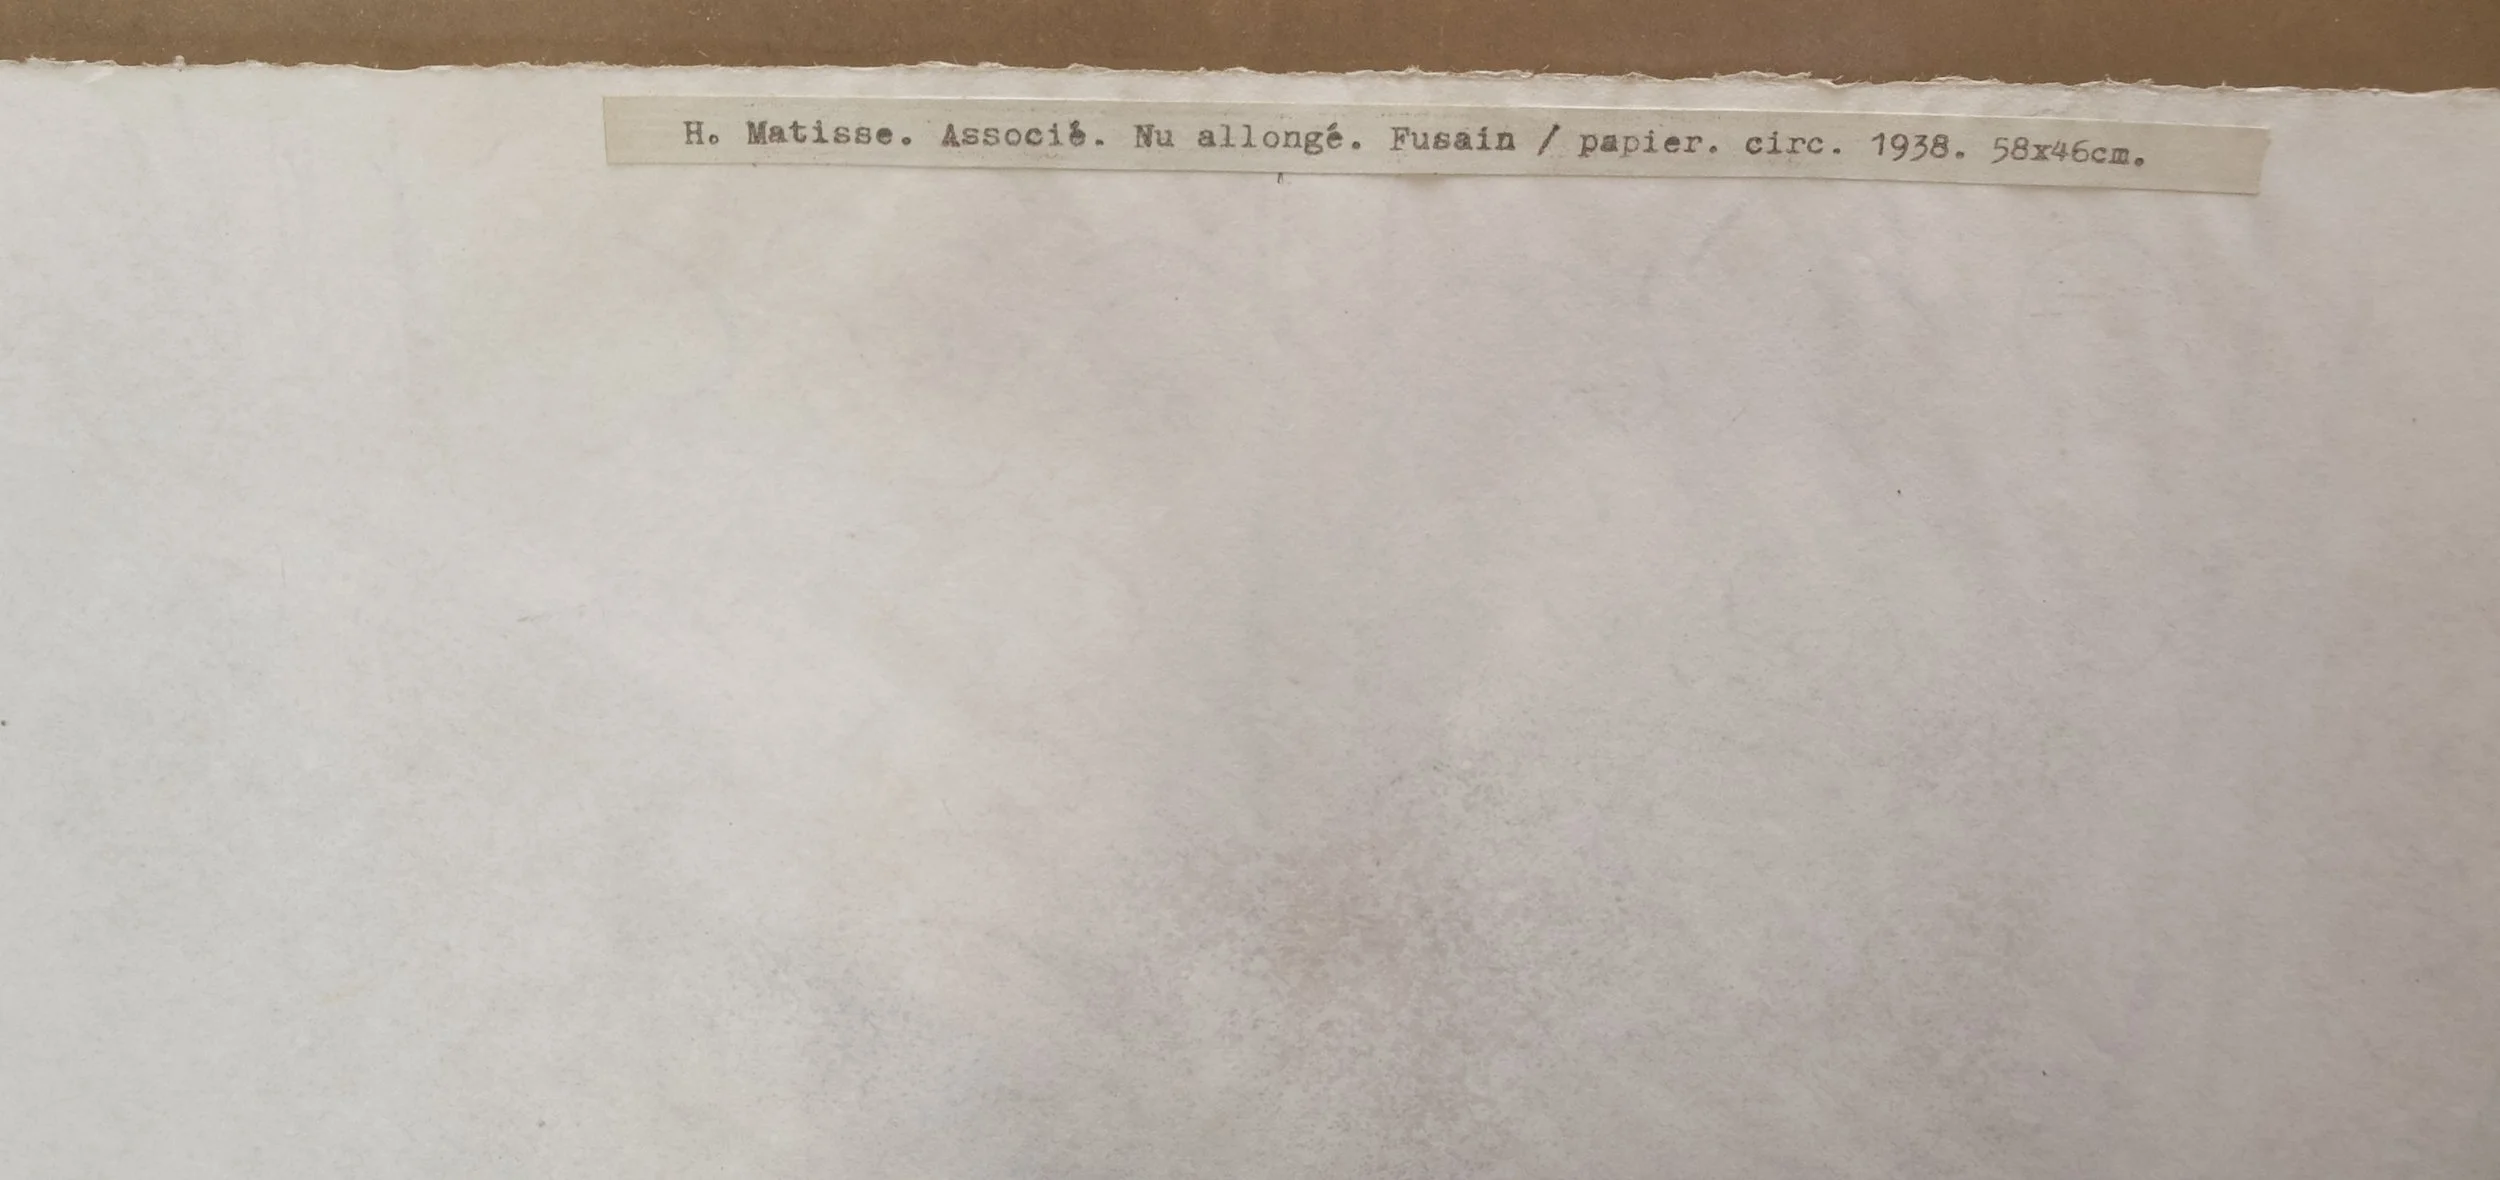 H. Matisse. Associé. Nu allongé. Fusain / papier. circ. 1938. 58x46cm.